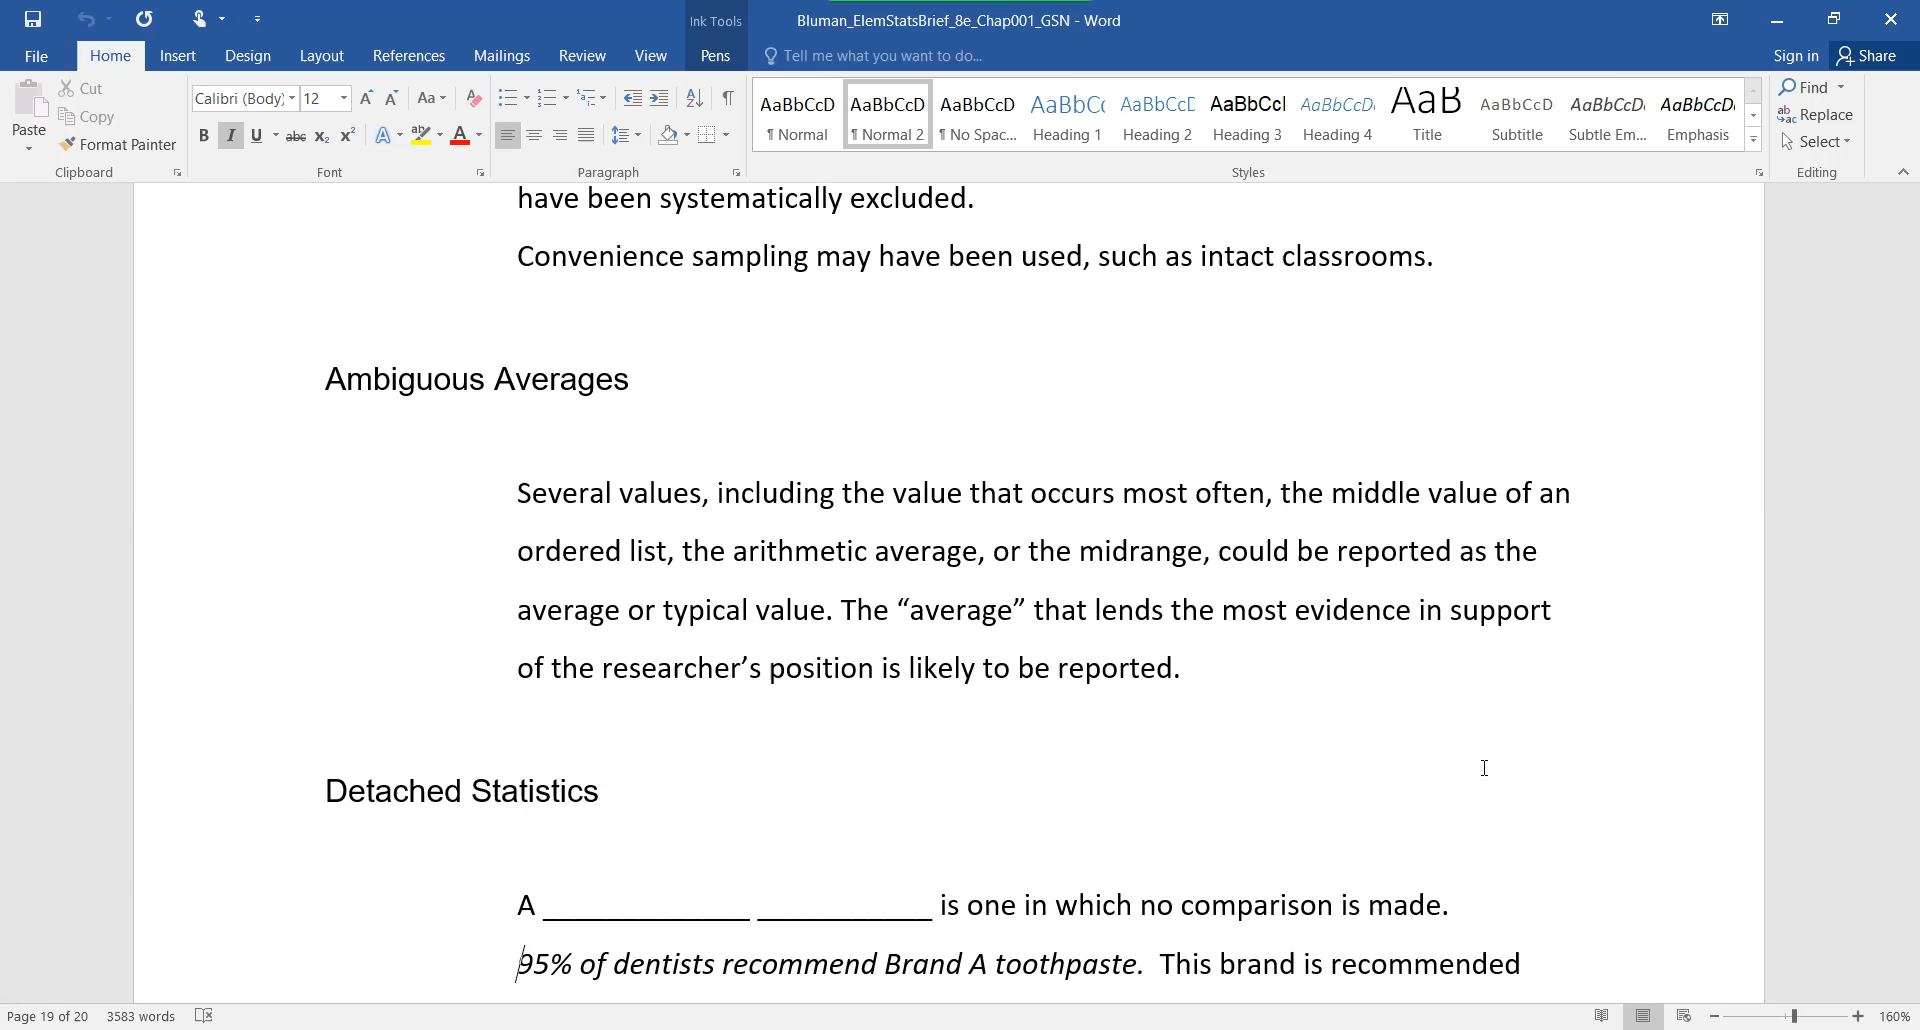 Ink Tools
Bluman_ElemStatsBrief_8e_Chap001_GSN - Word
File Home Insert Design Layout References Mailings Review View Pens Tell me what you want to do... Sign in Share
Paste
Cut
Copy
Format Painter
Clipboard
Calibri (Body) 12
Font
Paragraph
AaBbCcD AaBbCcD AaBbCcD AaBbC AaBbCcD AaBbCcD AaBbCcD AaB AaBbCcD AaBbCcD AaBbCcD
¶ Normal ¶ Normal 2 ¶ No Spac... Heading 1 Heading 2 Heading 3 Heading 4 Title Subtitle Subtle Em... Emphasis
Styles
Find
Replace
Select
Editing
have been systematically excluded.
Convenience sampling may have been used, such as intact classrooms.
Ambiguous Averages
Several values, including the value that occurs most often, the middle value of an
ordered list, the arithmetic average, or the midrange, could be reported as the
average or typical value. The “average” that lends the most evidence in support
of the researcher’s position is likely to be reported.
Detached Statistics
A _____________ ___________ is one in which no comparison is made.
95% of dentists recommend Brand A toothpaste.  This brand is recommended
Page 19 of 20 3583 words 160%